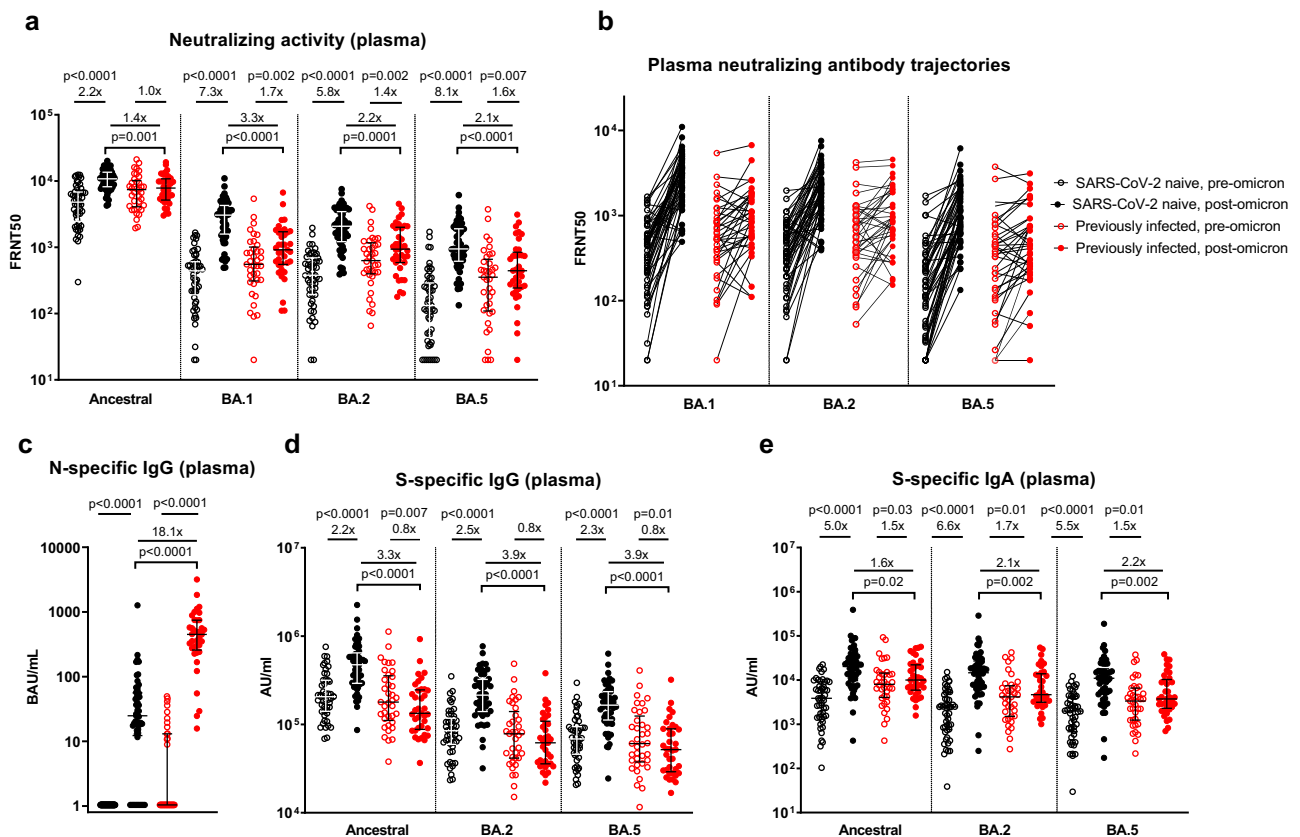 a
Neutralizing activity (plasma)
p<0.0001 p<0.0001 p=0.002 p<0.0001 p=0.002 p<0.0001 p=0.007
2.2x 1.0x 7.3x 1.7x 5.8x 1.4x 8.1x 1.6x
1.4x 3.3x 2.2x 2.1x
p=0.001 p<0.0001 p=0.0001 p<0.0001
FRNT50
10⁵
10⁴
10³
10²
10¹
Ancestral BA.1 BA.2 BA.5
b
Plasma neutralizing antibody trajectories
FRNT50
10⁴
10³
10²
10¹
BA.1 BA.2 BA.5
SARS-CoV-2 naive, pre-omicron
SARS-CoV-2 naive, post-omicron
Previously infected, pre-omicron
Previously infected, post-omicron
c
N-specific IgG (plasma)
p<0.0001 p<0.0001
18.1x
p<0.0001
BAU/mL
10000
1000
100
10
1
d
S-specific IgG (plasma)
p<0.0001 p=0.007 p<0.0001 p<0.0001 p=0.01
2.2x 0.8x 2.5x 0.8x 2.3x 0.8x
3.3x 3.9x 3.9x
p<0.0001 p<0.0001 p<0.0001
AU/ml
10⁷
10⁶
10⁵
10⁴
Ancestral BA.2 BA.5
e
S-specific IgA (plasma)
p<0.0001 p=0.03 p<0.0001 p=0.01 p<0.0001 p=0.01
5.0x 1.5x 6.6x 1.7x 5.5x 1.5x
1.6x 2.1x 2.2x
p=0.02 p=0.002 p=0.002
AU/ml
10⁷
10⁶
10⁵
10⁴
10³
10²
10¹
Ancestral BA.2 BA.5